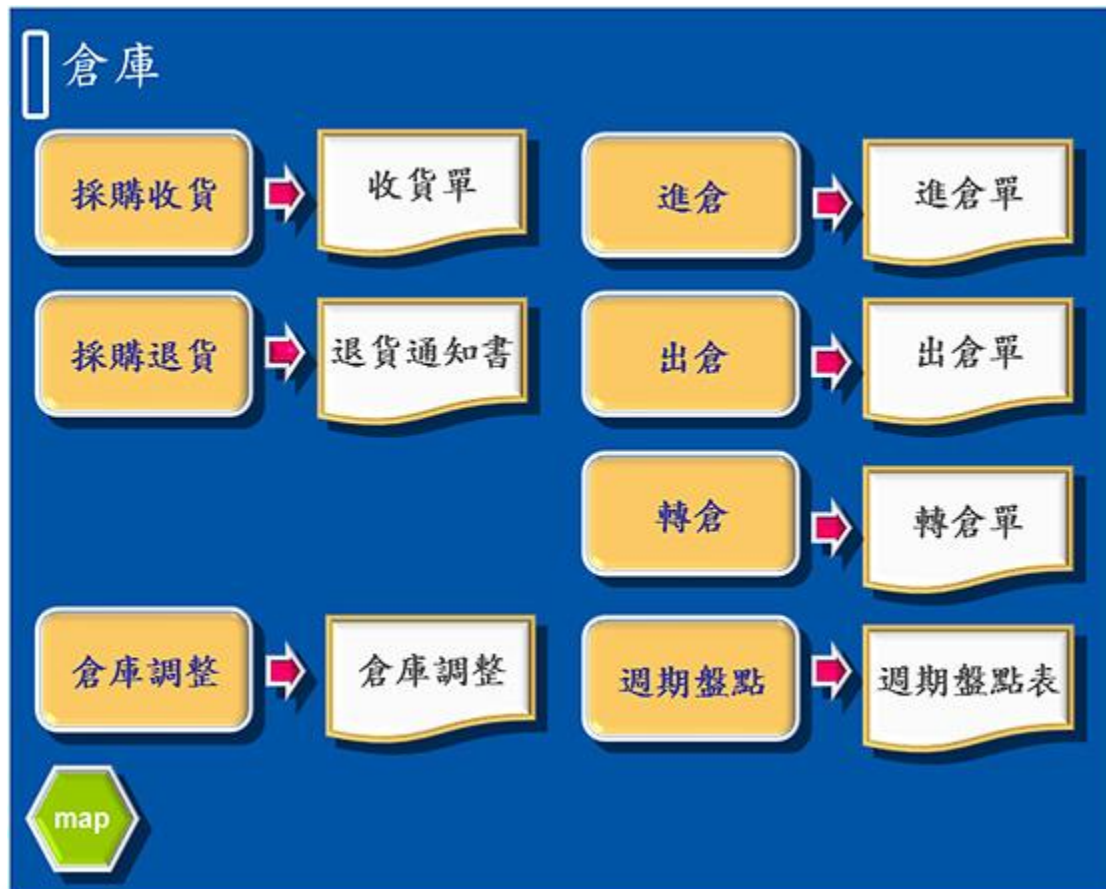 倉庫
採購收貨
收貨單
進倉
進倉單
採購退貨
退貨通知書
出倉
出倉單
轉倉
轉倉單
倉庫調整
倉庫調整
週期盤點
週期盤點表
map